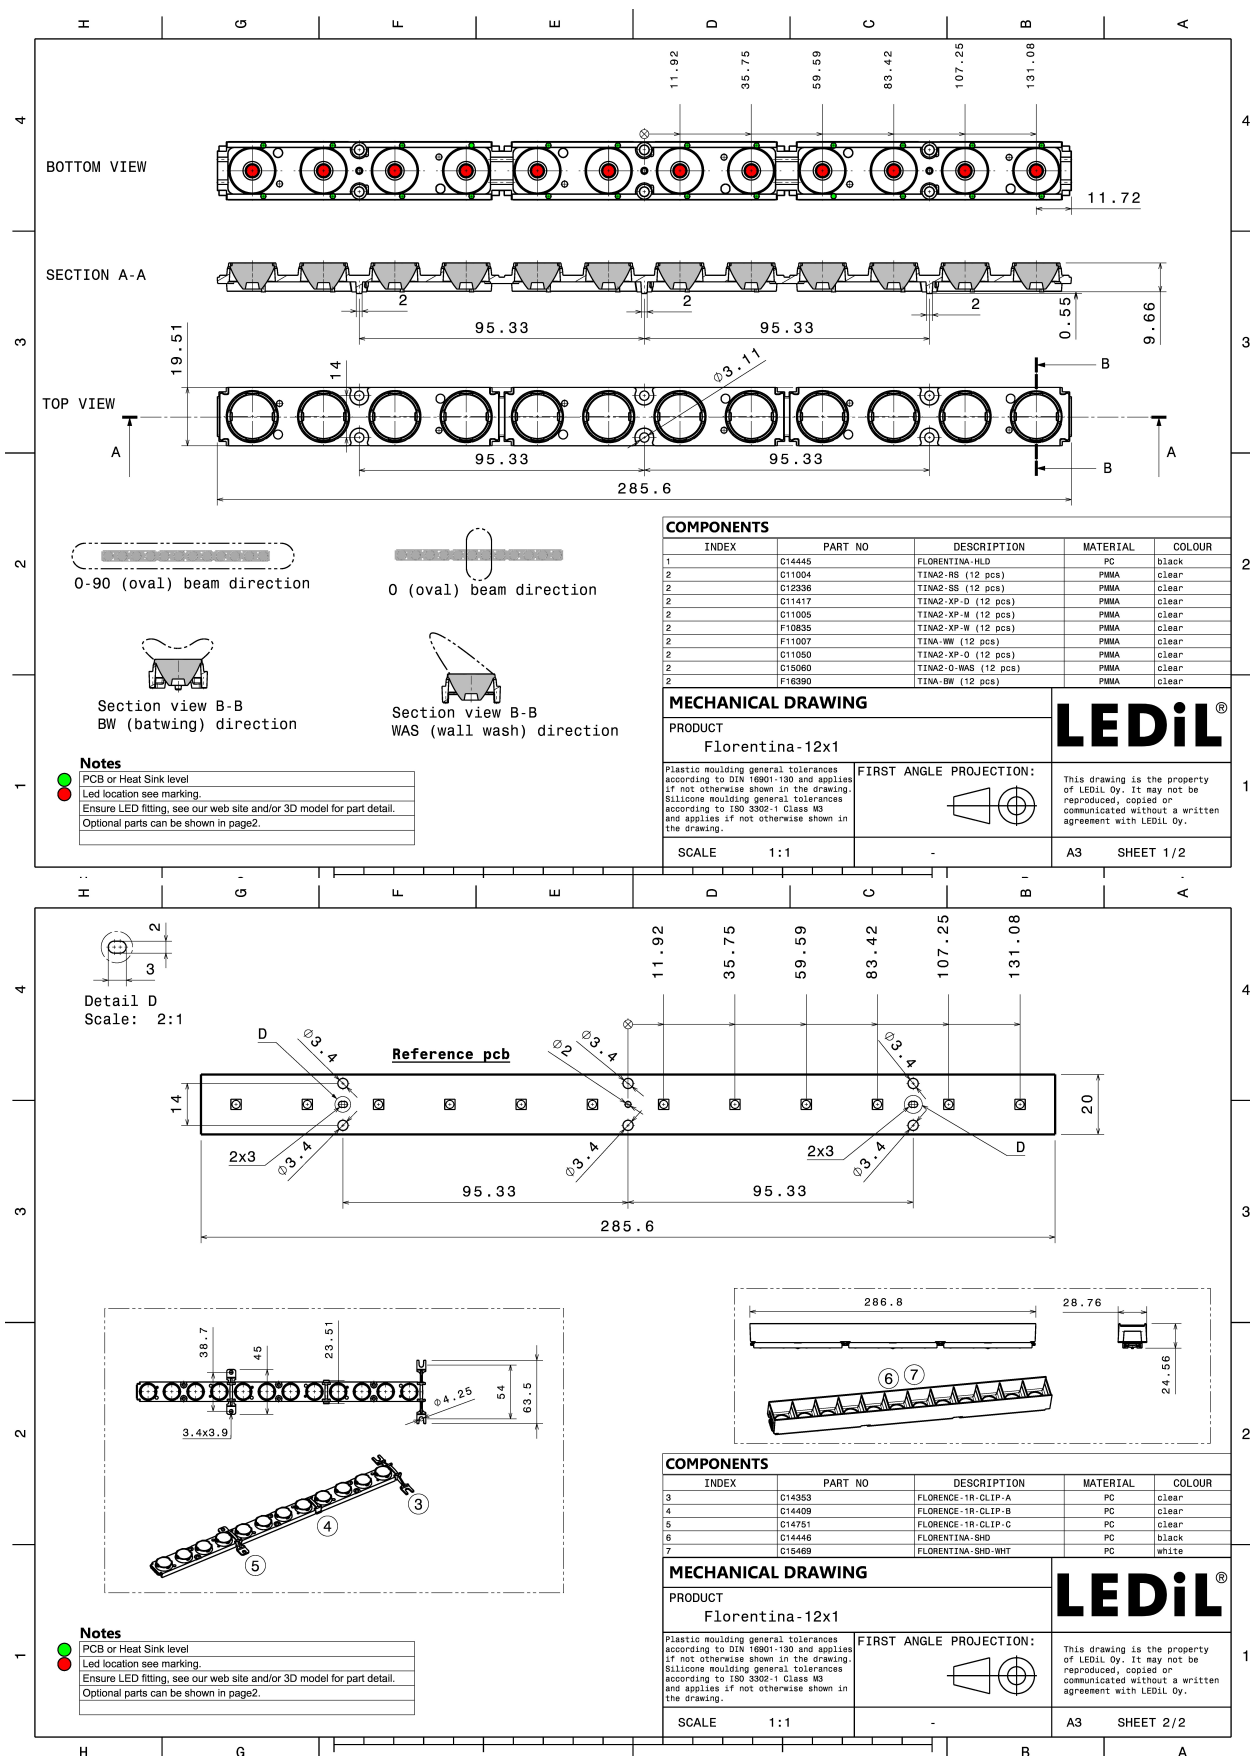 H G F E D C B A
11.92 35.75 59.59 83.42 107.25 131.08
4 4
BOTTOM VIEW
11.72
SECTION A-A
2 2 2
95.33 95.33
0.55
9.66
3 3
19.51
14
Ø3.11
B
TOP VIEW
A A
95.33 95.33
B
285.6
2 2
O-90 (oval) beam direction
O (oval) beam direction
Section view B-B
BW (batwing) direction
Section view B-B
WAS (wall wash) direction
COMPONENTS
INDEX PART NO DESCRIPTION MATERIAL COLOUR
1 C14445 FLORENTINA-HLD PC black
2 C11004 TINA2-RS (12 pcs) PMMA clear
2 C12336 TINA2-SS (12 pcs) PMMA clear
2 C11417 TINA2-XP-D (12 pcs) PMMA clear
2 C11005 TINA2-XP-M (12 pcs) PMMA clear
2 F10835 TINA2-XP-W (12 pcs) PMMA clear
2 F11007 TINA-WW (12 pcs) PMMA clear
2 C11050 TINA2-XP-O (12 pcs) PMMA clear
2 C15060 TINA2-O-WAS (12 pcs) PMMA clear
2 F16390 TINA-BW (12 pcs) PMMA clear
MECHANICAL DRAWING
PRODUCT
Florentina-12x1
LEDiL®
Notes
PCB or Heat Sink level
Led location see marking.
Ensure LED fitting, see our web site and/or 3D model for part detail.
Optional parts can be shown in page2.
1 1
Plastic moulding general tolerances
according to DIN 16901-130 and applies
if not otherwise shown in the drawing.
Silicone moulding general tolerances
according to ISO 3302-1 Class M3
and applies if not otherwise shown in
the drawing.
FIRST ANGLE PROJECTION:
This drawing is the property
of LEDiL Oy. It may not be
reproduced, copied or
communicated without a written
agreement with LEDiL Oy.
SCALE 1:1 - A3 SHEET 1/2
H G F E D C B A
2
3
Detail D
Scale: 2:1
11.92 35.75 59.59 83.42 107.25 131.08
4 4
D
Ø3.4
Reference pcb
Ø2
Ø3.4
Ø3.4
14
20
2x3
Ø3.4
Ø3.4
2x3
Ø3.4
D
95.33 95.33
3 3
285.6
38.7
45
23.51
Ø4.25
54
63.5
3.4x3.9
3
4
5
286.8
28.76
24.56
6 7
2 2
COMPONENTS
INDEX PART NO DESCRIPTION MATERIAL COLOUR
3 C14353 FLORENCE-1R-CLIP-A PC clear
4 C14409 FLORENCE-1R-CLIP-B PC clear
5 C14751 FLORENCE-1R-CLIP-C PC clear
6 C14446 FLORENTINA-SHD PC black
7 C15469 FLORENTINA-SHD-WHT PC white
MECHANICAL DRAWING
PRODUCT
Florentina-12x1
LEDiL®
Notes
PCB or Heat Sink level
Led location see marking.
Ensure LED fitting, see our web site and/or 3D model for part detail.
Optional parts can be shown in page2.
1 1
Plastic moulding general tolerances
according to DIN 16901-130 and applies
if not otherwise shown in the drawing.
Silicone moulding general tolerances
according to ISO 3302-1 Class M3
and applies if not otherwise shown in
the drawing.
FIRST ANGLE PROJECTION:
This drawing is the property
of LEDiL Oy. It may not be
reproduced, copied or
communicated without a written
agreement with LEDiL Oy.
SCALE 1:1 - A3 SHEET 2/2
H G B A